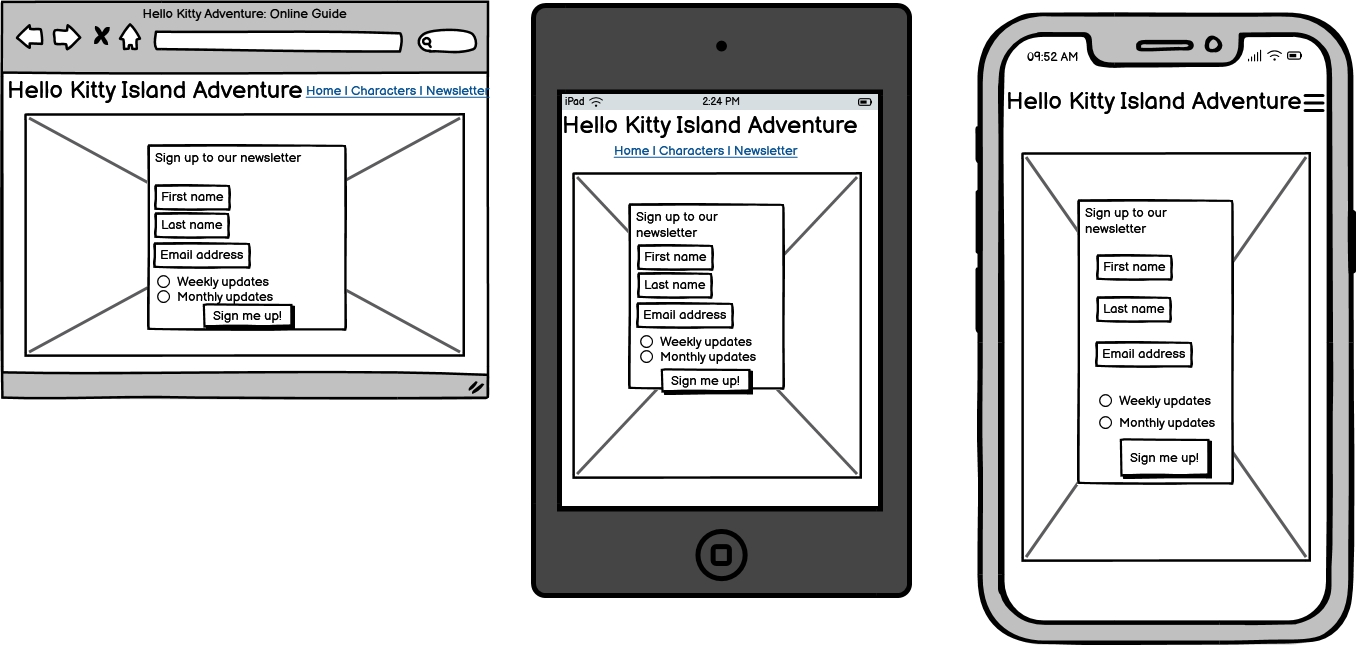 Hello Kitty Adventure: Online Guide
Hello Kitty Island Adventure Home | Characters | Newsletter
Sign up to our newsletter
First name
Last name
Email address
Weekly updates
Monthly updates
Sign me up!
iPad 2:24 PM
Hello Kitty Island Adventure
Home | Characters | Newsletter
Sign up to our
newsletter
First name
Last name
Email address
Weekly updates
Monthly updates
Sign me up!
09:52 AM
Hello Kitty Island Adventure
Sign up to our
newsletter
First name
Last name
Email address
Weekly updates
Monthly updates
Sign me up!